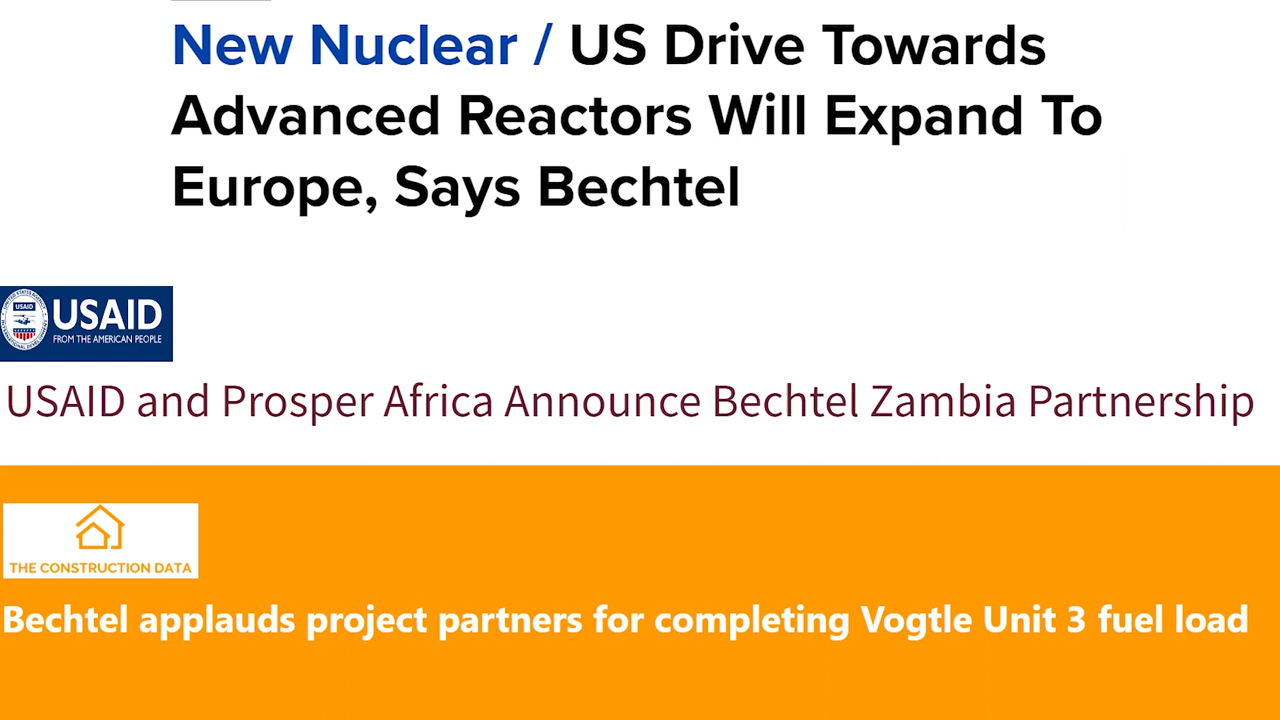 New Nuclear / US Drive Towards
Advanced Reactors Will Expand To
Europe, Says Bechtel
USAID
USAID
FROM THE AMERICAN PEOPLE
USAID and Prosper Africa Announce Bechtel Zambia Partnership
THE CONSTRUCTION DATA
Bechtel applauds project partners for completing Vogtle Unit 3 fuel load